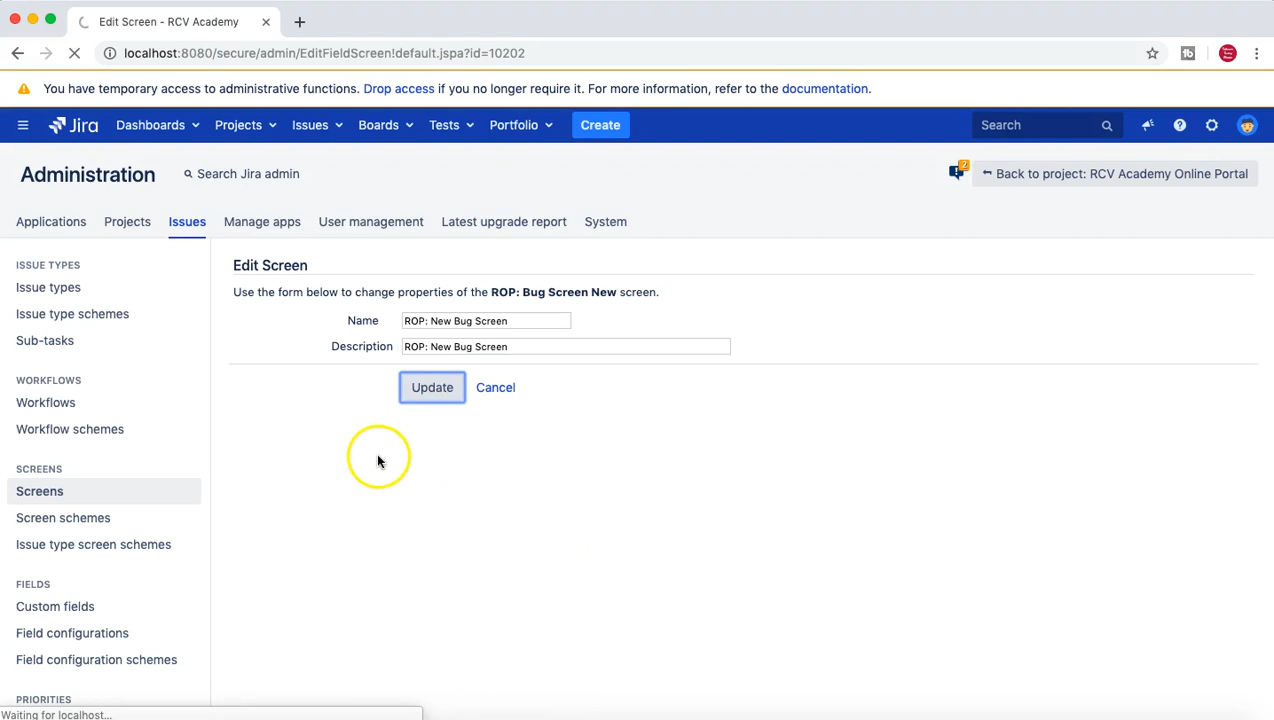 Edit Screen - RCV Academy
localhost:8080/secure/admin/EditFieldScreen!default.jspa?id=10202
You have temporary access to administrative functions. Drop access if you no longer require it. For more information, refer to the documentation.
Jira Dashboards Projects Issues Boards Tests Portfolio Create Search
Administration Search Jira admin 2 Back to project: RCV Academy Online Portal
Applications Projects Issues Manage apps User management Latest upgrade report System
ISSUE TYPES
Issue types
Issue type schemes
Sub-tasks
WORKFLOWS
Workflows
Workflow schemes
SCREENS
Screens
Screen schemes
Issue type screen schemes
FIELDS
Custom fields
Field configurations
Field configuration schemes
PRIORITIES
Edit Screen
Use the form below to change properties of the ROP: Bug Screen New screen.
Name ROP: New Bug Screen
Description ROP: New Bug Screen
Update Cancel
Waiting for localhost...